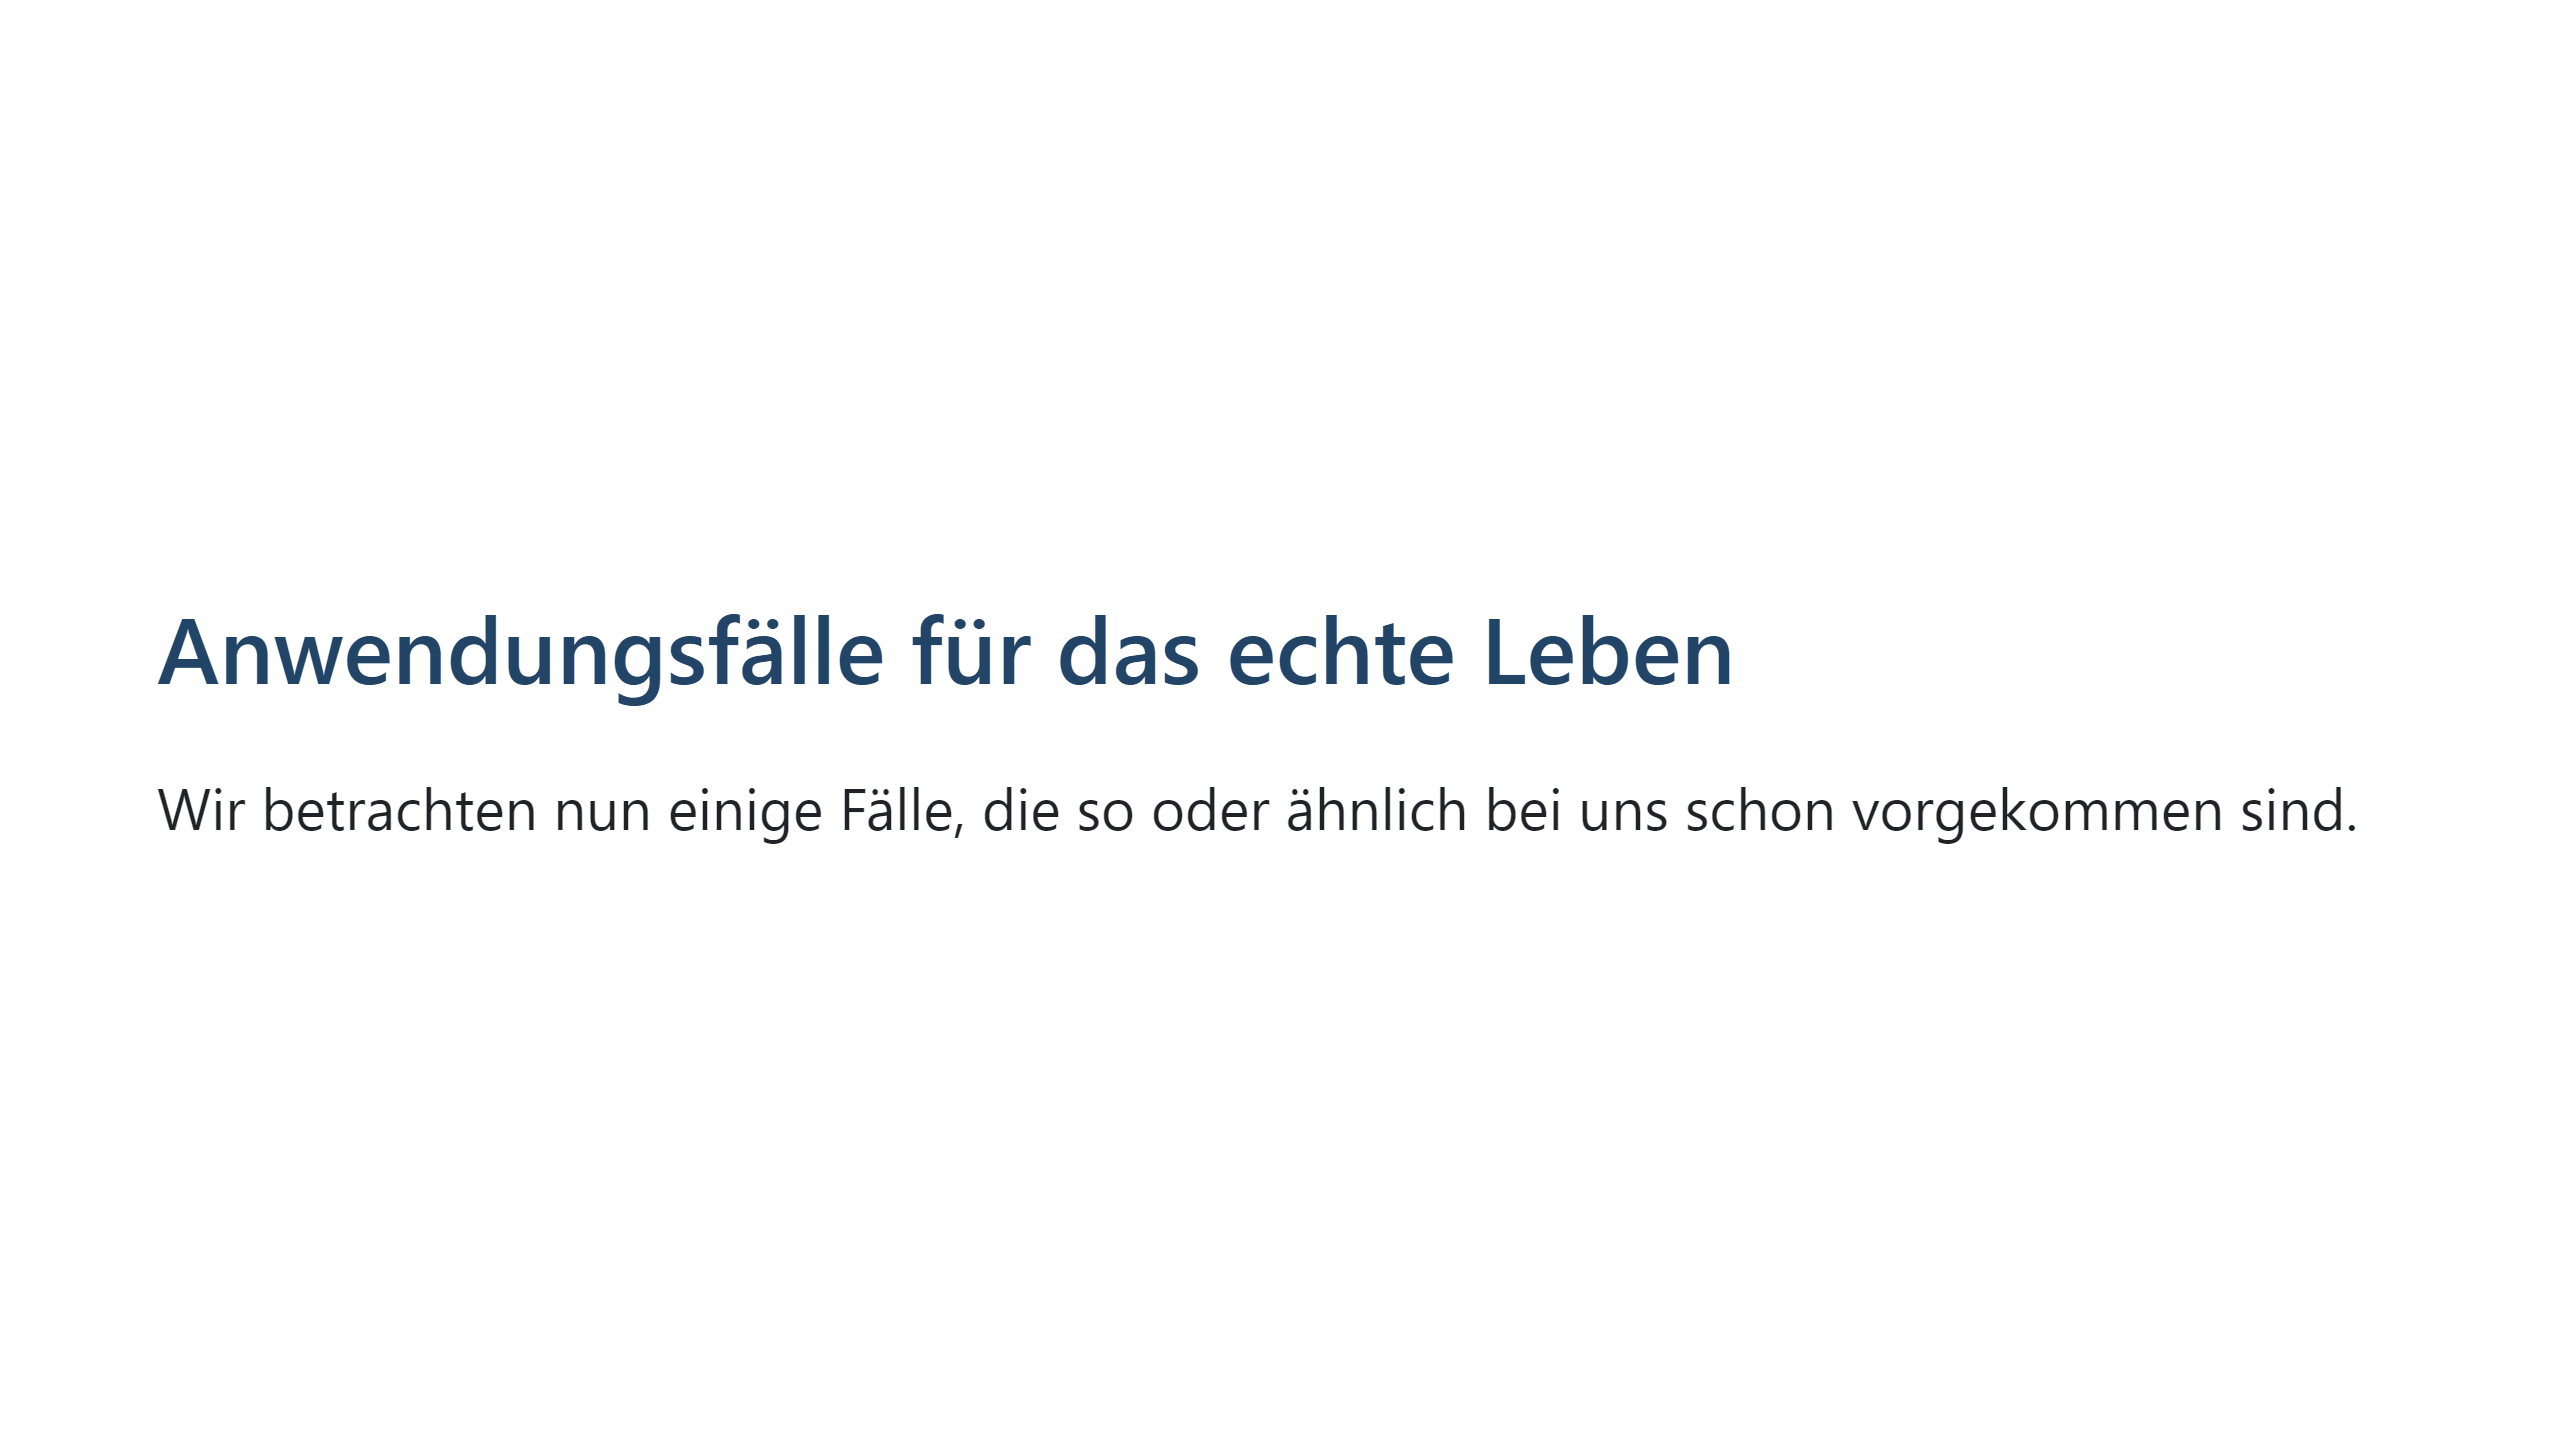 Anwendungsfälle für das echte Leben
Wir betrachten nun einige Fälle, die so oder ähnlich bei uns schon vorgekommen sind.